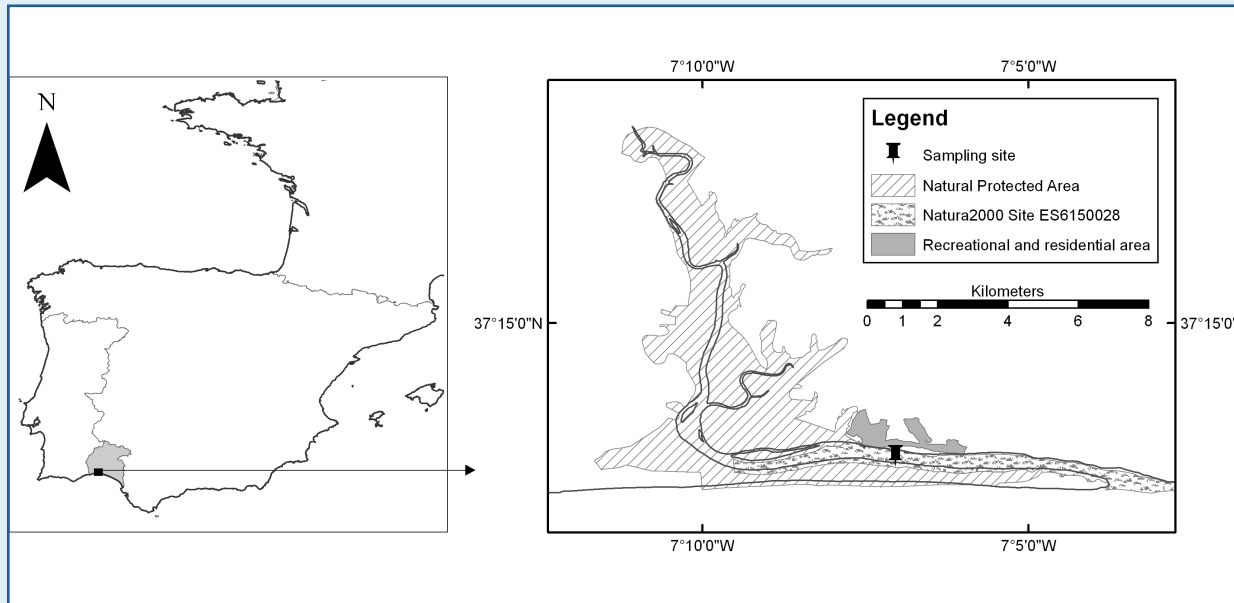 N
7°10'0"W 7°5'0"W
Legend
Sampling site
Natural Protected Area
Natura2000 Site ES6150028
Recreational and residential area
Kilometers
0 1 2 4 6 8
37°15'0"N 37°15'0"
7°10'0"W 7°5'0"W